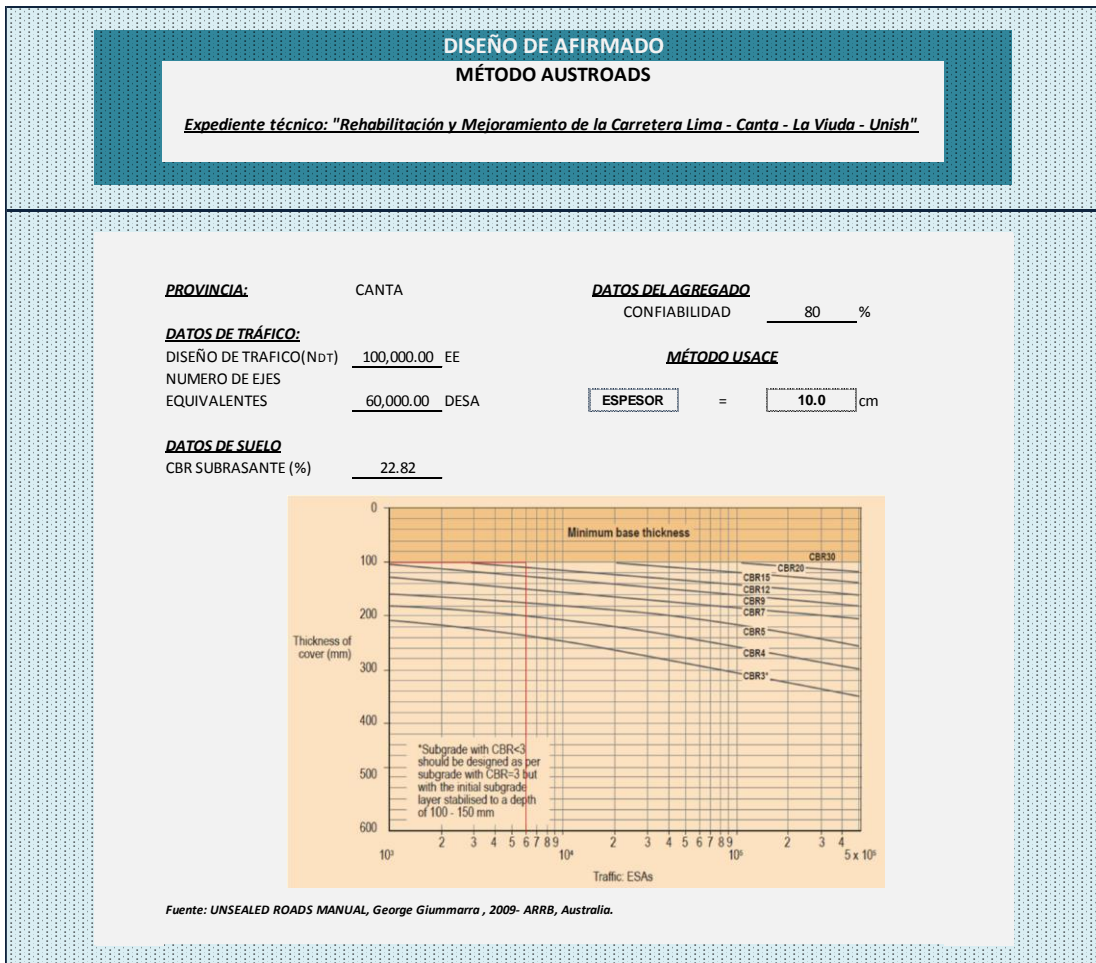 DISEÑO DE AFIRMADO
MÉTODO AUSTROADS
Expediente técnico: "Rehabilitación y Mejoramiento de la Carretera Lima - Canta - La Viuda - Unish"
PROVINCIA: CANTA
DATOS DEL AGREGADO
CONFIABILIDAD 80 %
DATOS DE TRÁFICO:
DISEÑO DE TRAFICO(NDT) 100,000.00 EE
MÉTODO USACE
NUMERO DE EJES
EQUIVALENTES 60,000.00 DESA
ESPESOR = 10.0 cm
DATOS DE SUELO
CBR SUBRASANTE (%) 22.82
0
Minimum base thickness
100
CBR30
CBR20
CBR15
CBR12
CBR9
CBR7
CBR5
CBR4
CBR3*
200
Thickness of
cover (mm)
300
400
500
600
*Subgrade with CBR<3
should be designed as per
subgrade with CBR=3 but
with the initial subgrade
layer stabilised to a depth
of 100 - 150 mm
2 3 4 5 6 7 8 9 2 3 4 5 6 7 8 9 2 3 4
10³ 10⁴ 10⁵ 5 x 10⁵
Traffic: ESAs
Fuente: UNSEALED ROADS MANUAL, George Giummarra , 2009- ARRB, Australia.